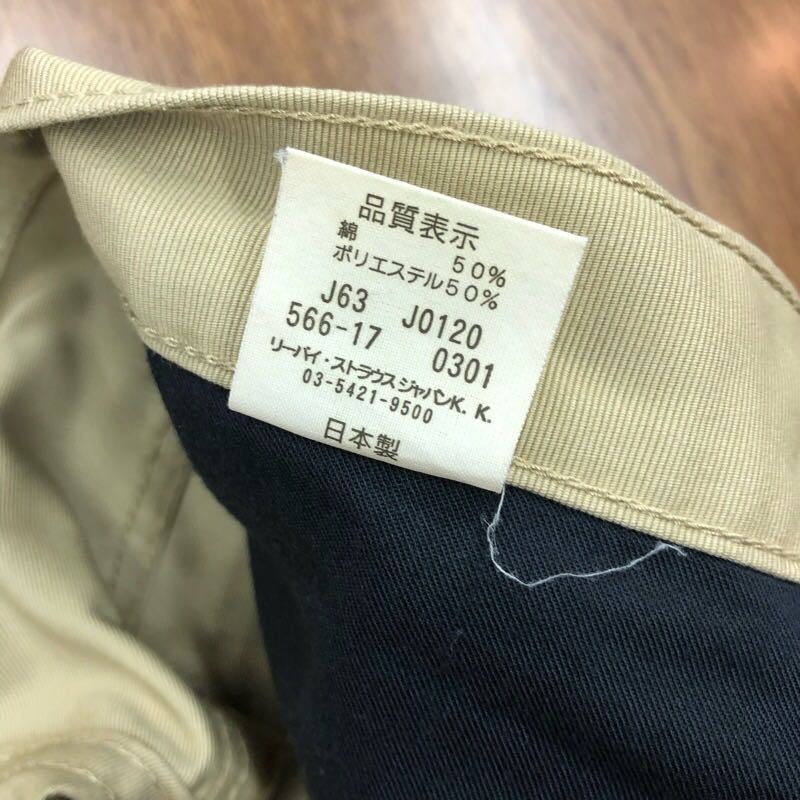 品質表示
綿 50%
ポリエステル50%
J63 J0120
566-17 0301
リーバイ・ストラウス ジャパンK.K.
03-5421-9500
日本製